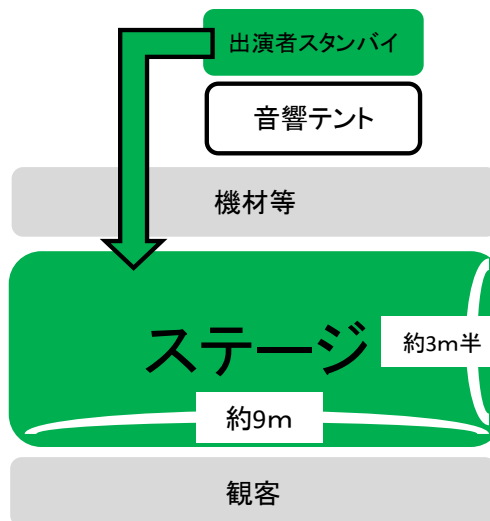 出演者スタンバイ
音響テント
機材等
ステージ
約3ｍ半
約9ｍ
観客